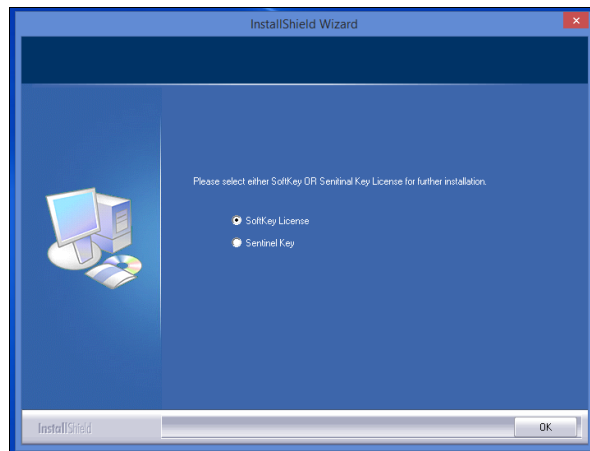 InstallShield Wizard
Please select either SoftKey OR Senitinal Key License for further installation.
SoftKey License
Sentinel Key
InstallShield
OK